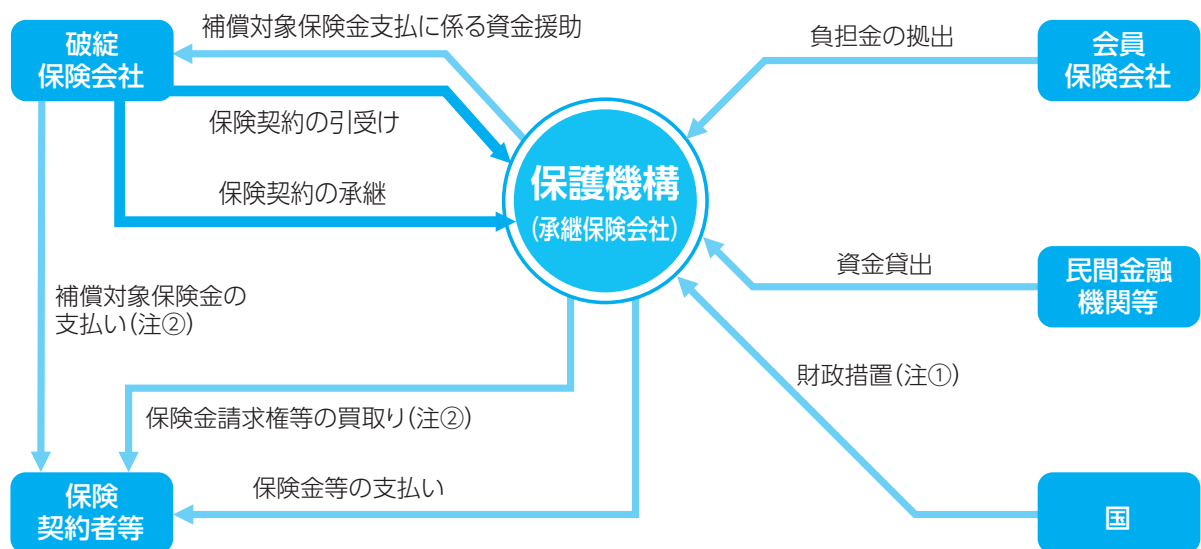 補償対象保険金支払に係る資金援助
破綻
保険会社
負担金の拠出
会員
保険会社
保険契約の引受け
保険契約の承継
保護機構
(承継保険会社)
資金貸出
民間金融
機関等
補償対象保険金の
支払い(注②)
財政措置(注①)
保険金請求権等の買取り(注②)
保険金等の支払い
保険
契約者等
国